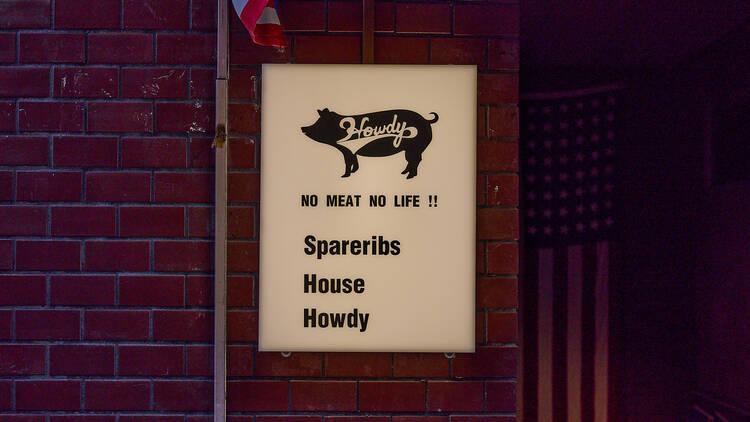 Howdy
NO MEAT NO LIFE !!
Spareribs
House
Howdy